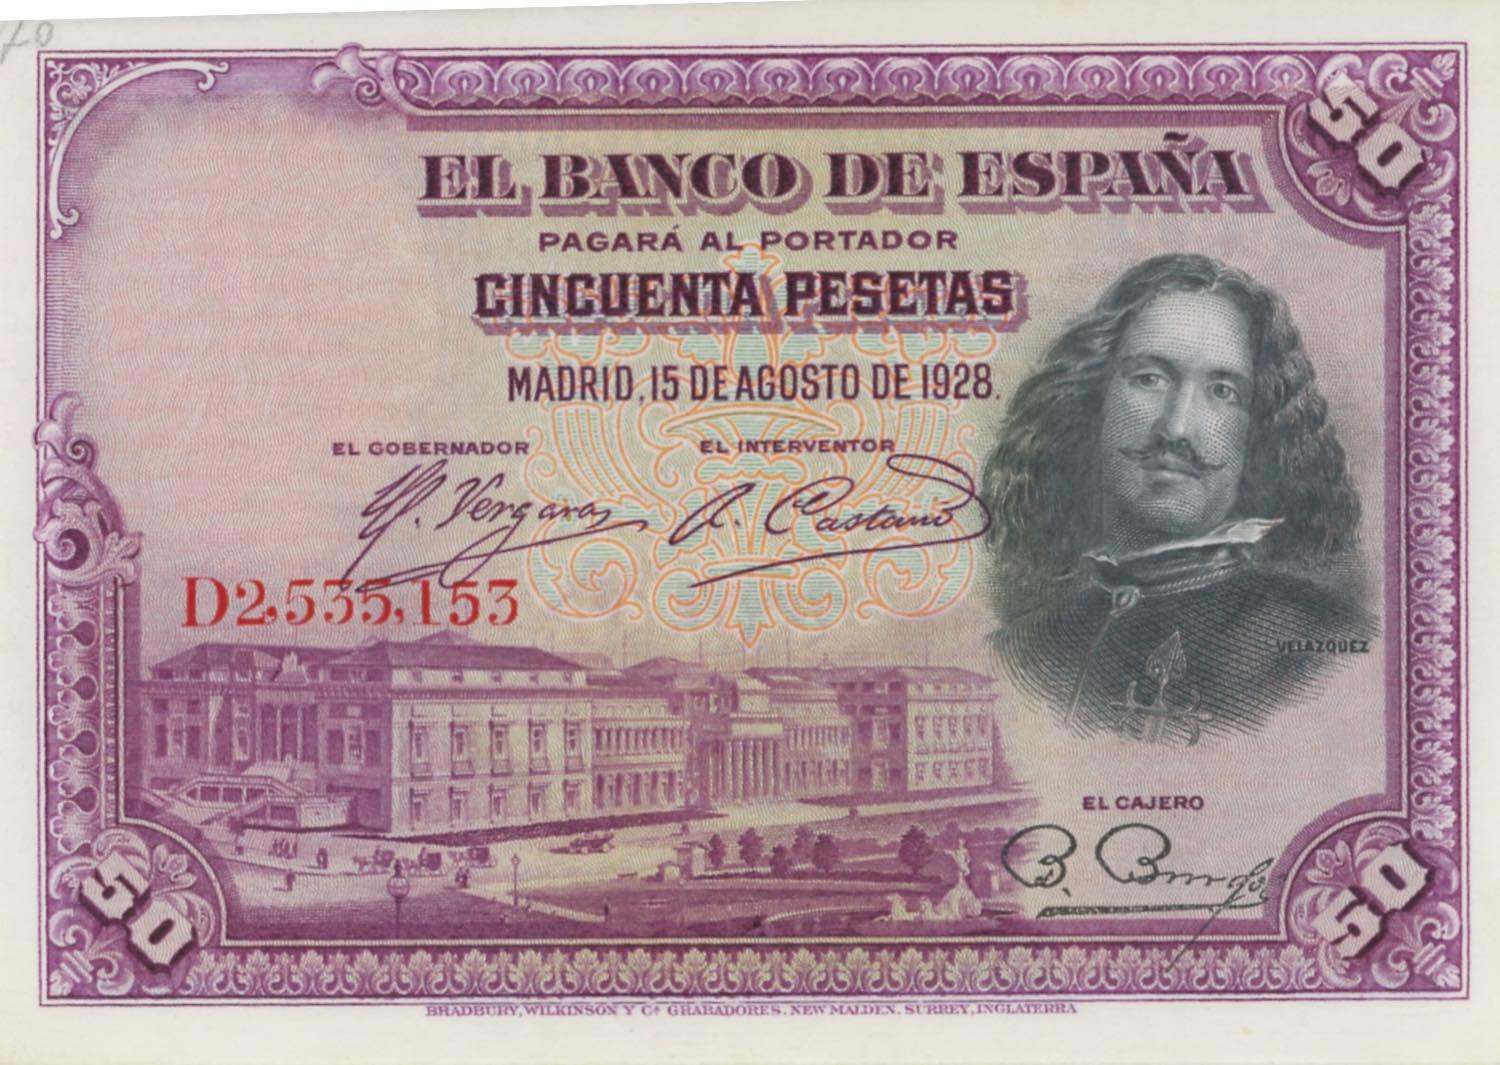 50
EL BANCO DE ESPAÑA
PAGARÁ AL PORTADOR
CINCUENTA PESETAS
MADRID, 15 DE AGOSTO DE 1928.
EL GOBERNADOR
EL INTERVENTOR
D2,535,153
VELAZQUEZ
EL CAJERO
50
50
BRADBURY, WILKINSON Y Cª GRABADORES. NEW MALDEN, SURREY, INGLATERRA